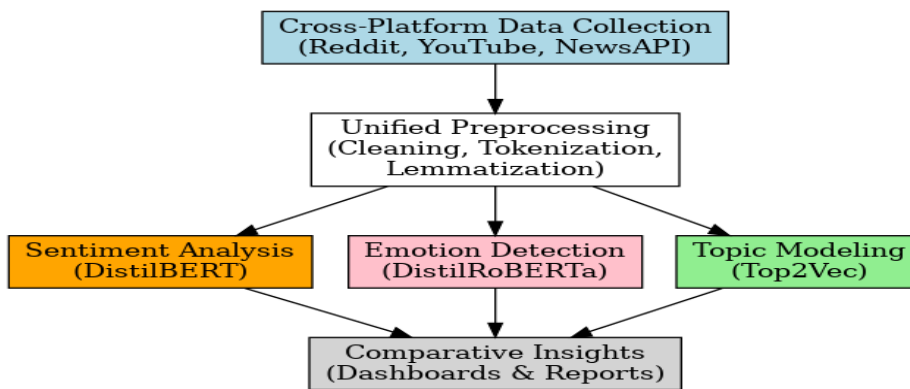 Cross-Platform Data Collection
(Reddit, YouTube, NewsAPI)
Unified Preprocessing
(Cleaning, Tokenization,
Lemmatization)
Sentiment Analysis
(DistilBERT)
Emotion Detection
(DistilRoBERTa)
Topic Modeling
(Top2Vec)
Comparative Insights
(Dashboards & Reports)